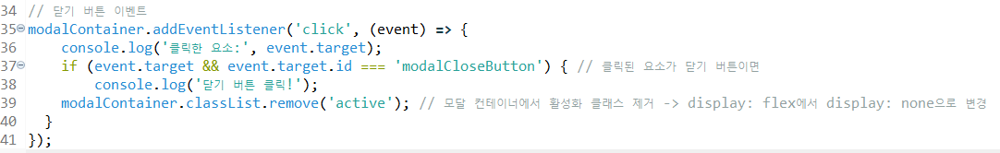 34 // 닫기 버튼 이벤트
35 modalContainer.addEventListener('click', (event) => {
36     console.log('클릭한 요소:', event.target);
37     if (event.target && event.target.id === 'modalCloseButton') { // 클릭된 요소가 닫기 버튼이면
38         console.log('닫기 버튼 클릭!');
39     modalContainer.classList.remove('active'); // 모달 컨테이너에서 활성화 클래스 제거 -> display: flex에서 display: none으로 변경
40   }
41 });